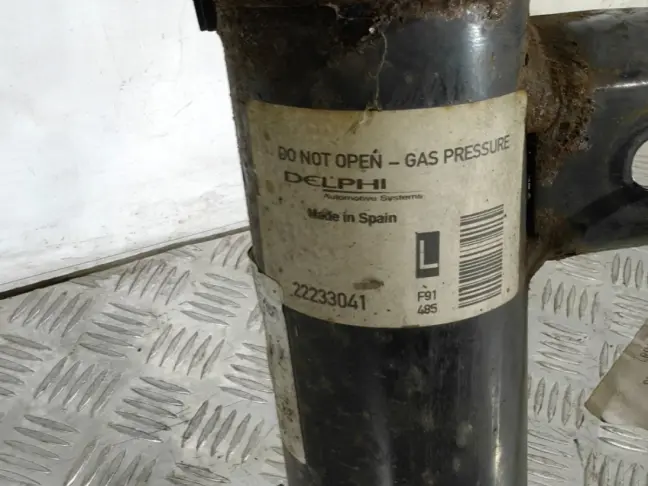 DO NOT OPEN – GAS PRESSURE
DELPHI
Automotive Systems
Made in Spain
L
22233041
F91
485